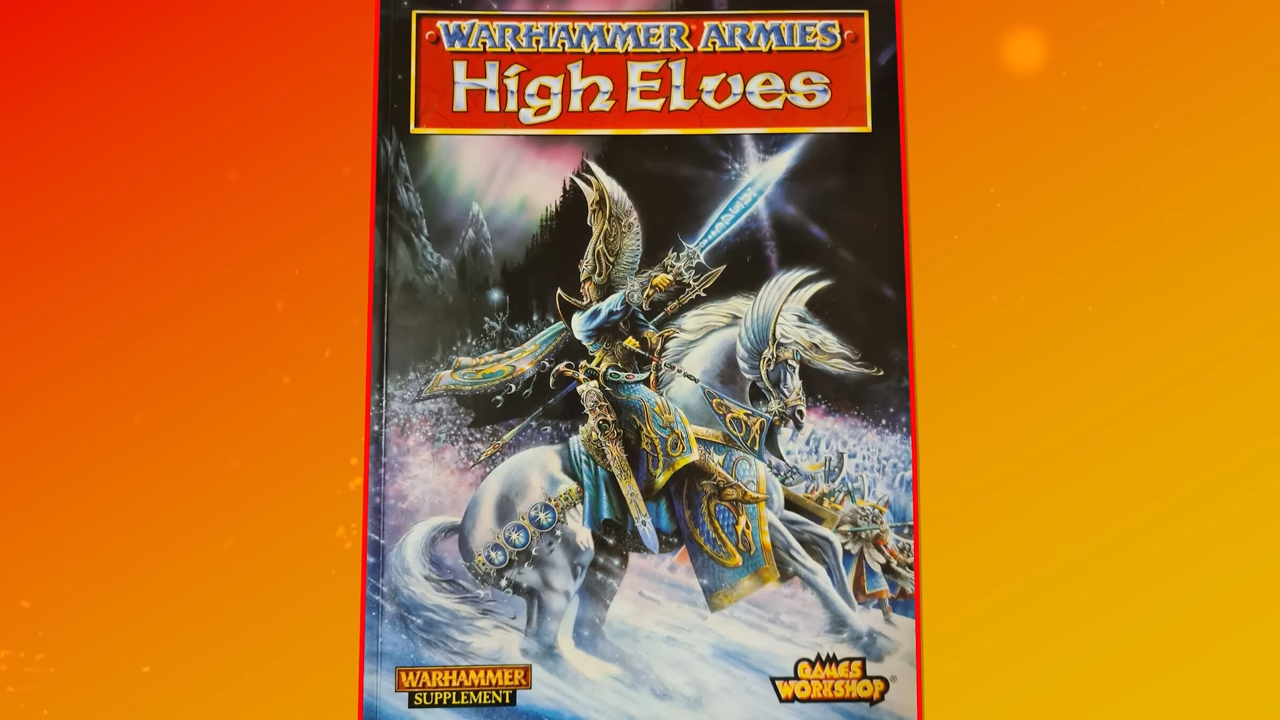 WARHAMMER ARMIES
High Elves
WARHAMMER
SUPPLEMENT
GAMES
WORKSHOP®